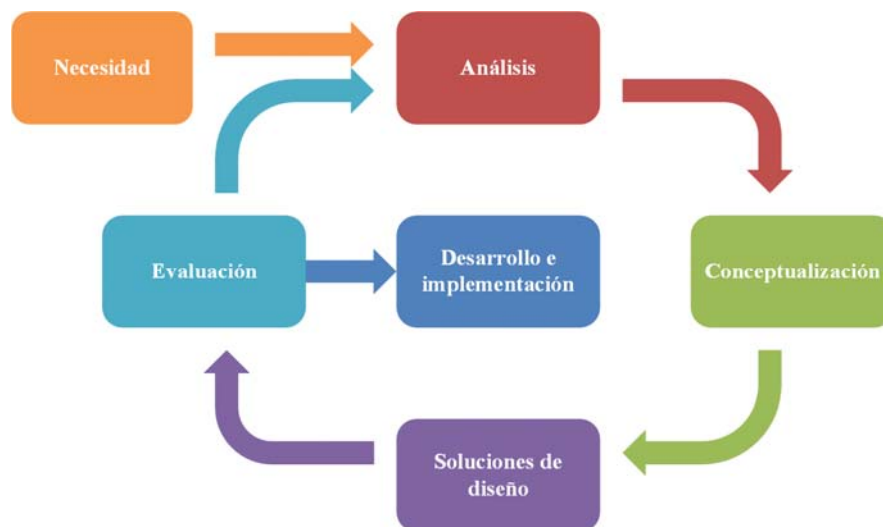 Necesidad
Análisis
Evaluación
Desarrollo e
implementación
Conceptualización
Soluciones de
diseño